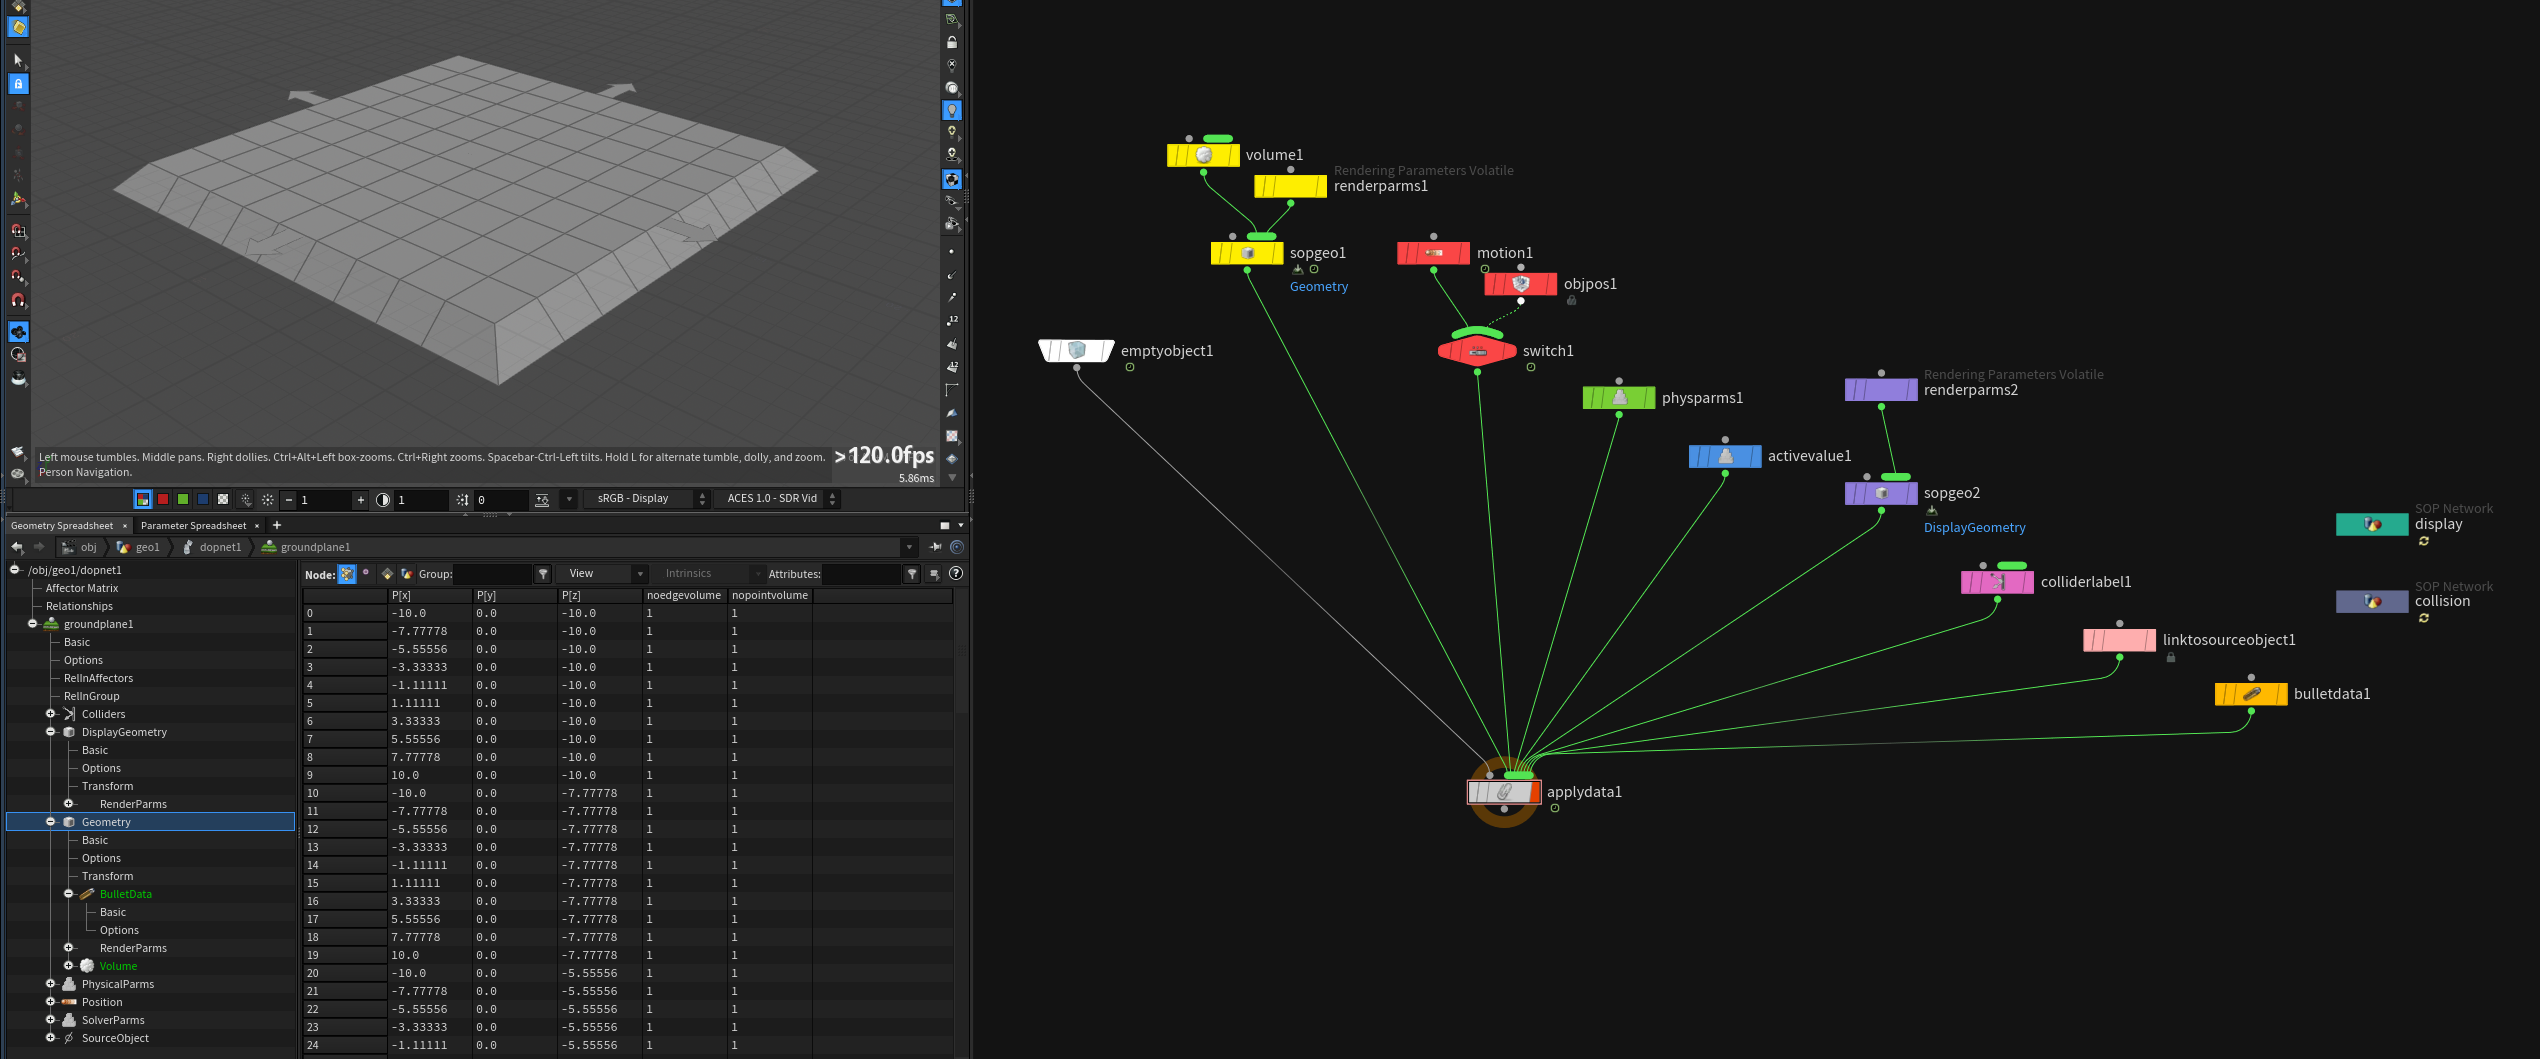 Left mouse tumbles. Middle pans. Right dollies. Ctrl+Alt+Left box-zooms. Ctrl+Right zooms. Spacebar-Ctrl-Left tilts. Hold L for alternate tumble, dolly, and zoom.
Person Navigation.
>120.0fps
5.86ms
1 1 0 sRGB - Display ACES 1.0 - SDR Vid
Geometry Spreadsheet × Parameter Spreadsheet × +
obj geo1 dopnet1 groundplane1
/obj/geo1/dopnet1
Affector Matrix
Relationships
groundplane1
Basic
Options
RelInAffectors
RelInGroup
Colliders
DisplayGeometry
Basic
Options
Transform
RenderParms
Geometry
Basic
Options
Transform
BulletData
Basic
Options
RenderParms
Volume
PhysicalParms
Position
SolverParms
SourceObject
Node: Group: View Intrinsics Attributes:
P[x] P[y] P[z] noedgevolume nopointvolume
0 -10.0 0.0 -10.0 1 1
1 -7.77778 0.0 -10.0 1 1
2 -5.55556 0.0 -10.0 1 1
3 -3.33333 0.0 -10.0 1 1
4 -1.11111 0.0 -10.0 1 1
5 1.11111 0.0 -10.0 1 1
6 3.33333 0.0 -10.0 1 1
7 5.55556 0.0 -10.0 1 1
8 7.77778 0.0 -10.0 1 1
9 10.0 0.0 -10.0 1 1
10 -10.0 0.0 -7.77778 1 1
11 -7.77778 0.0 -7.77778 1 1
12 -5.55556 0.0 -7.77778 1 1
13 -3.33333 0.0 -7.77778 1 1
14 -1.11111 0.0 -7.77778 1 1
15 1.11111 0.0 -7.77778 1 1
16 3.33333 0.0 -7.77778 1 1
17 5.55556 0.0 -7.77778 1 1
18 7.77778 0.0 -7.77778 1 1
19 10.0 0.0 -7.77778 1 1
20 -10.0 0.0 -5.55556 1 1
21 -7.77778 0.0 -5.55556 1 1
22 -5.55556 0.0 -5.55556 1 1
23 -3.33333 0.0 -5.55556 1 1
24 -1.11111 0.0 -5.55556 1 1
volume1
Rendering Parameters Volatile
renderparms1
sopgeo1
Geometry
motion1
objpos1
emptyobject1
switch1
physparms1
Rendering Parameters Volatile
renderparms2
activevalue1
sopgeo2
DisplayGeometry
SOP Network
display
colliderlabel1
SOP Network
collision
linktosourceobject1
bulletdata1
applydata1